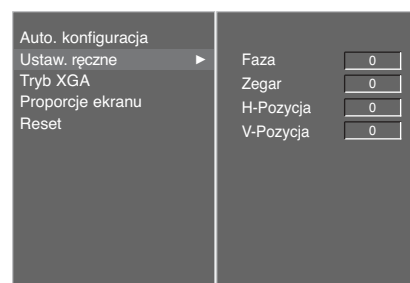 Auto. konfiguracja
Ustaw. ręczne ►
Tryb XGA
Proporcje ekranu
Reset
Faza 0
Zegar 0
H-Pozycja 0
V-Pozycja 0